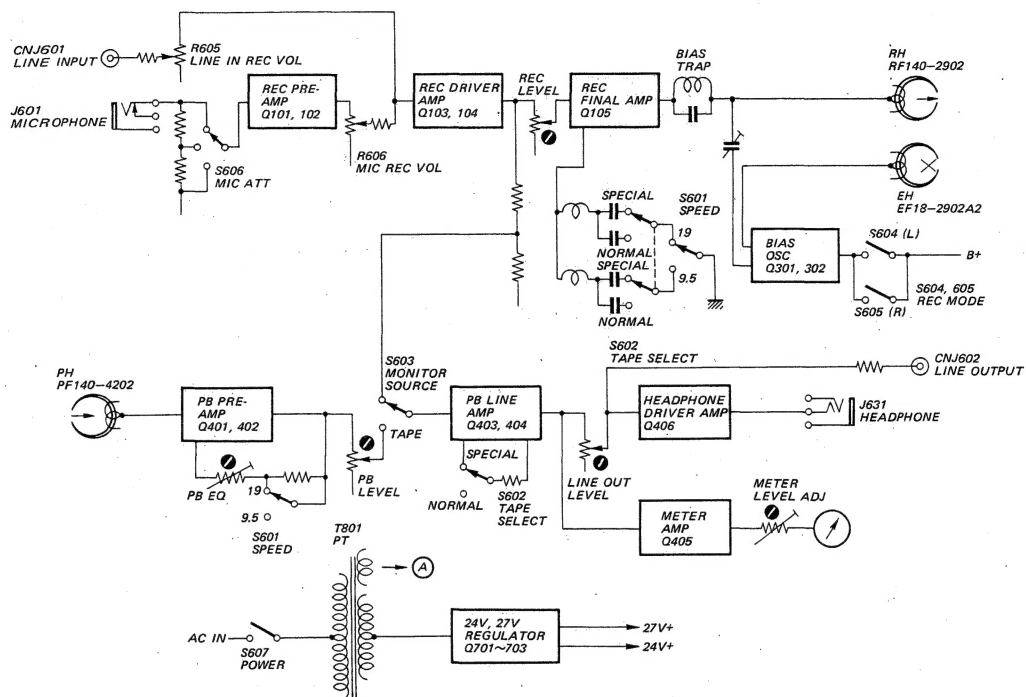 CNJ601
LINE INPUT
R605
LINE IN REC VOL
J601
MICROPHONE
REC PRE-
AMP
Q101, 102
S606
MIC ATT
R606
MIC REC VOL
REC DRIVER
AMP
Q103, 104
REC
LEVEL
REC
FINAL AMP
Q105
BIAS
TRAP
RH
RF140-2902
EH
EF18-2902A2
SPECIAL
NORMAL
SPECIAL
NORMAL
S601
SPEED
19
9.5
BIAS
OSC
Q301, 302
S604 (L)
B+
S605 (R)
S604, 605
REC MODE
PH
PF140-4202
PB PRE-
AMP
Q401, 402
PB EQ
19
9.5
S601
SPEED
S603
MONITOR
SOURCE
TAPE
PB
LEVEL
PB LINE
AMP
Q403, 404
SPECIAL
NORMAL
S602
TAPE
SELECT
LINE OUT
LEVEL
S602
TAPE SELECT
HEADPHONE
DRIVER AMP
Q406
CNJ602
LINE OUTPUT
J631
HEADPHONE
METER
AMP
Q405
METER
LEVEL ADJ
T801
PT
A
AC IN
S607
POWER
24V, 27V
REGULATOR
Q701~703
27V+
24V+